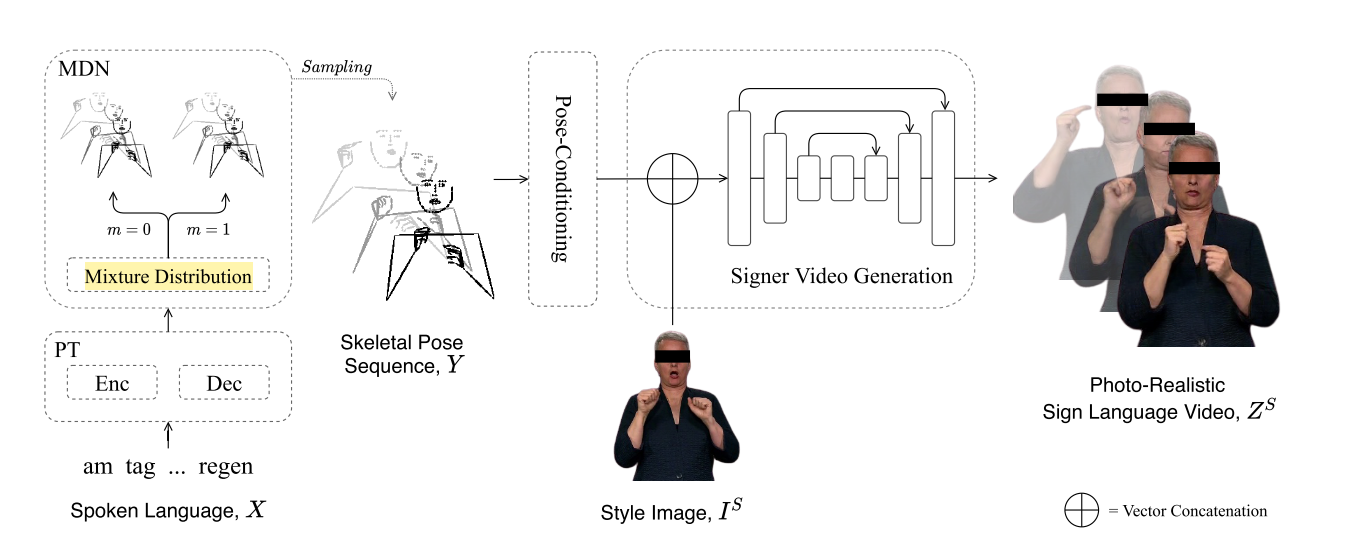 MDN
Sampling
m = 0
m = 1
Mixture Distribution
PT
Enc
Dec
am tag ... regen
Spoken Language, X
Skeletal Pose
Sequence, Y
Pose-Conditioning
Signer Video Generation
Style Image, I^S
Photo-Realistic
Sign Language Video, Z^S
= Vector Concatenation